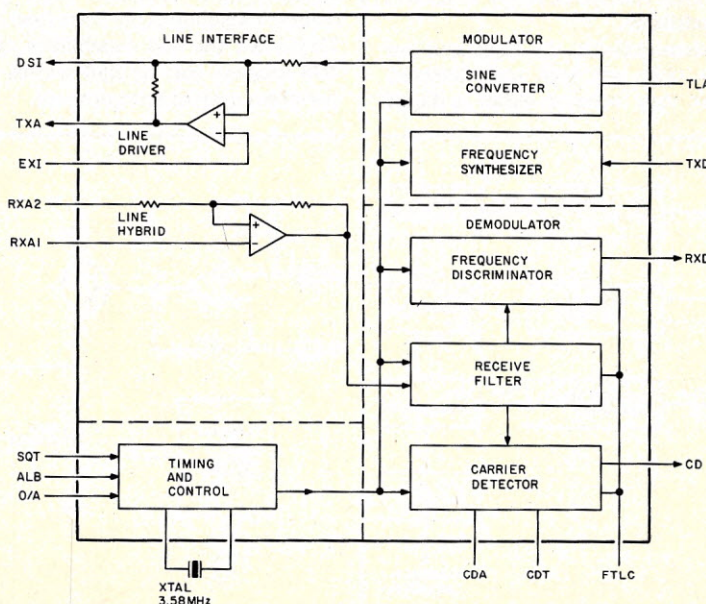 LINE INTERFACE
MODULATOR
DSI
SINE
CONVERTER
TLA
TXA
LINE
DRIVER
EXI
FREQUENCY
SYNTHESIZER
TXD
RXA2
LINE
HYBRID
RXA1
DEMODULATOR
FREQUENCY
DISCRIMINATOR
RXD
RECEIVE
FILTER
SQT
ALB
O/A
TIMING
AND
CONTROL
CARRIER
DETECTOR
CD
CDA
CDT
FTLC
XTAL
3.58MHz